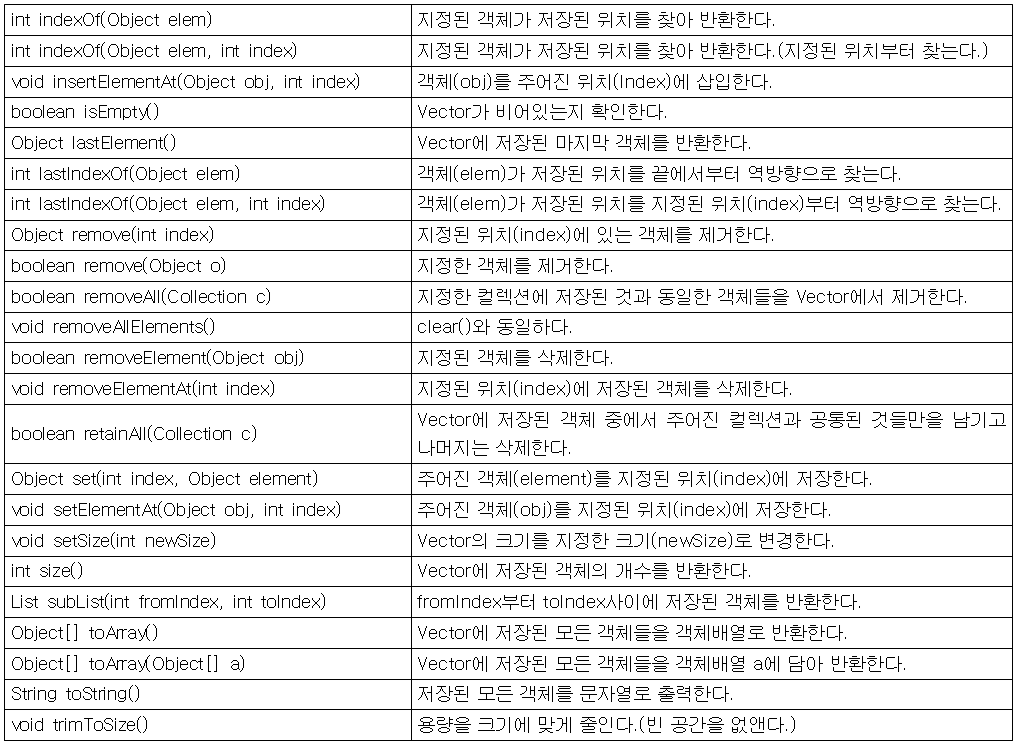 int indexOf(Object elem) 지정된 객체가 저장된 위치를 찾아 반환한다.
int indexOf(Object elem, int index) 지정된 객체가 저장된 위치를 찾아 반환한다.(지정된 위치부터 찾는다.)
void insertElementAt(Object obj, int index) 객체(obj)를 주어진 위치(Index)에 삽입한다.
boolean isEmpty() Vector가 비어있는지 확인한다.
Object lastElement() Vector에 저장된 마지막 객체를 반환한다.
int lastIndexOf(Object elem) 객체(elem)가 저장된 위치를 끝에서부터 역방향으로 찾는다.
int lastIndexOf(Object elem, int index) 객체(elem)가 저장된 위치를 지정된 위치(index)부터 역방향으로 찾는다.
Object remove(int index) 지정된 위치(index)에 있는 객체를 제거한다.
boolean remove(Object o) 지정한 객체를 제거한다.
boolean removeAll(Collection c) 지정한 컬렉션에 저장된 것과 동일한 객체들을 Vector에서 제거한다.
void removeAllElements() clear()와 동일하다.
boolean removeElement(Object obj) 지정된 객체를 삭제한다.
void removeElementAt(int index) 지정된 위치(index)에 저장된 객체를 삭제한다.
boolean retainAll(Collection c) Vector에 저장된 객체 중에서 주어진 컬렉션과 공통된 것들만을 남기고
나머지는 삭제한다.
Object set(int index, Object element) 주어진 객체(element)를 지정된 위치(index)에 저장한다.
void setElementAt(Object obj, int index) 주어진 객체(obj)를 지정된 위치(index)에 저장한다.
void setSize(int newSize) Vector의 크기를 지정한 크기(newSize)로 변경한다.
int size() Vector에 저장된 객체의 개수를 반환한다.
List subList(int fromIndex, int toIndex) fromIndex부터 toIndex사이에 저장된 객체를 반환한다.
Object[] toArray() Vector에 저장된 모든 객체들을 객체배열로 반환한다.
Object[] toArray(Object[] a) Vector에 저장된 모든 객체들을 객체배열 a에 담아 반환한다.
String toString() 저장된 모든 객체를 문자열로 출력한다.
void trimToSize() 용량을 크기에 맞게 줄인다.(빈 공간을 없앤다.)